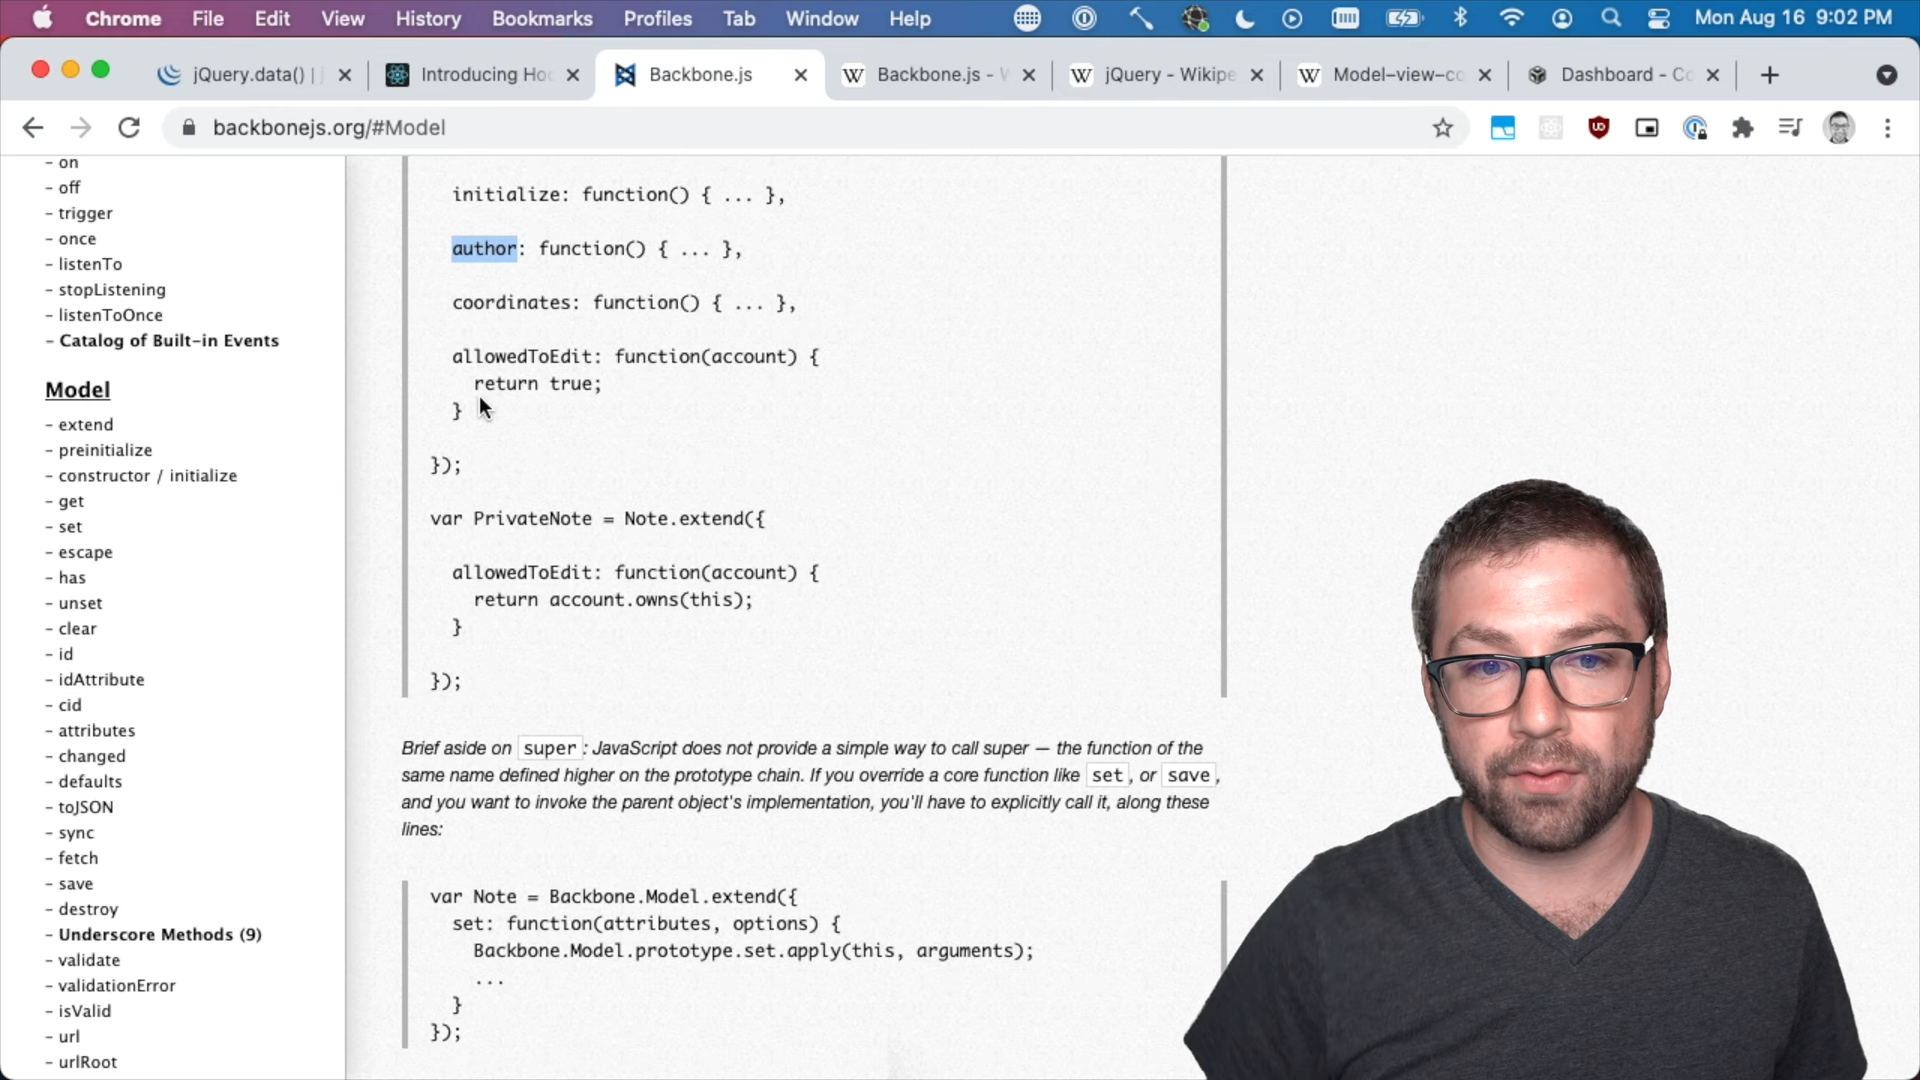 Chrome File Edit View History Bookmarks Profiles Tab Window Help Mon Aug 16 9:02 PM
jQuery.data() | Introducing Ho Backbone.js Backbone.js - W jQuery - Wikipe Model–view–co Dashboard - Co
backbonejs.org/#Model
- on
- off
- trigger
- once
- listenTo
- stopListening
- listenToOnce
- Catalog of Built-in Events
Model
- extend
- preinitialize
- constructor / initialize
- get
- set
- escape
- has
- unset
- clear
- id
- idAttribute
- cid
- attributes
- changed
- defaults
- toJSON
- sync
- fetch
- save
- destroy
- Underscore Methods (9)
- validate
- validationError
- isValid
- url
- urlRoot
initialize: function() { ... },
author: function() { ... },
coordinates: function() { ... },
allowedToEdit: function(account) {
return true;
}
});
var PrivateNote = Note.extend({
allowedToEdit: function(account) {
return account.owns(this);
}
});
Brief aside on super: JavaScript does not provide a simple way to call super — the function of the
same name defined higher on the prototype chain. If you override a core function like set, or save,
and you want to invoke the parent object's implementation, you'll have to explicitly call it, along these
lines:
var Note = Backbone.Model.extend({
set: function(attributes, options) {
Backbone.Model.prototype.set.apply(this, arguments);
...
}
});